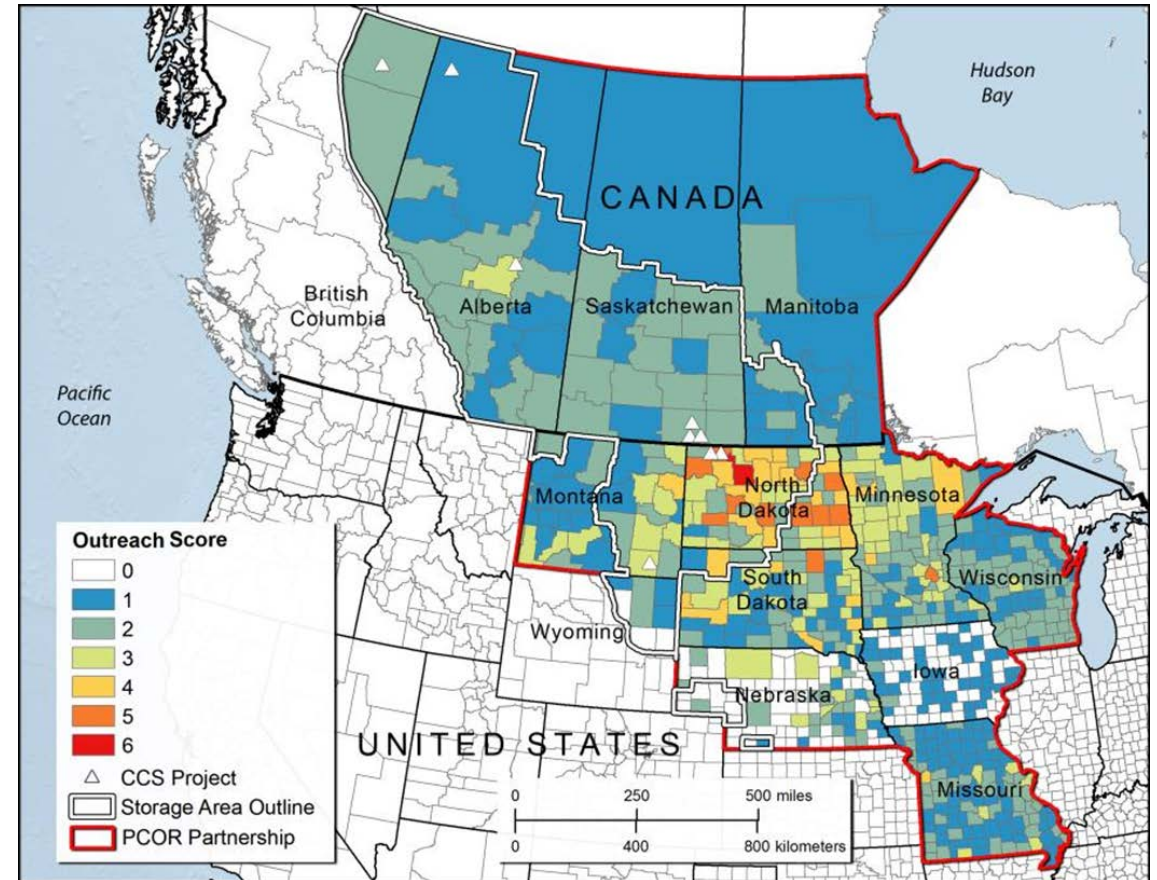 Hudson
Bay
CANADA
British
Columbia
Alberta
Saskatchewan
Manitoba
Pacific
Ocean
Montana
North
Dakota
Minnesota
South
Dakota
Wisconsin
Wyoming
Iowa
Nebraska
UNITED STATES
Missouri
Outreach Score
0
1
2
3
4
5
6
CCS Project
Storage Area Outline
PCOR Partnership
0 250 500 miles
0 400 800 kilometers